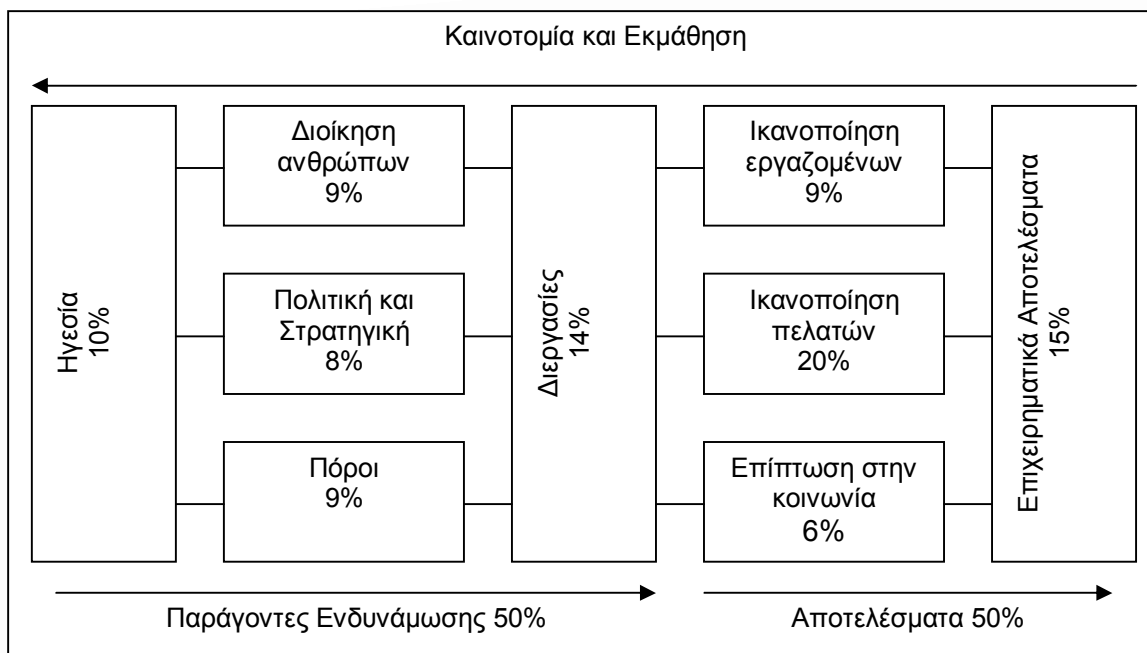 Καινοτομία και Εκμάθηση
Ηγεσία
10%
Διοίκηση
ανθρώπων
9%
Πολιτική και
Στρατηγική
8%
Πόροι
9%
Διεργασίες
14%
Ικανοποίηση
εργαζομένων
9%
Ικανοποίηση
πελατών
20%
Επίπτωση στην
κοινωνία
6%
Επιχειρηματικά Αποτελέσματα
15%
Παράγοντες Ενδυνάμωσης 50%
Αποτελέσματα 50%